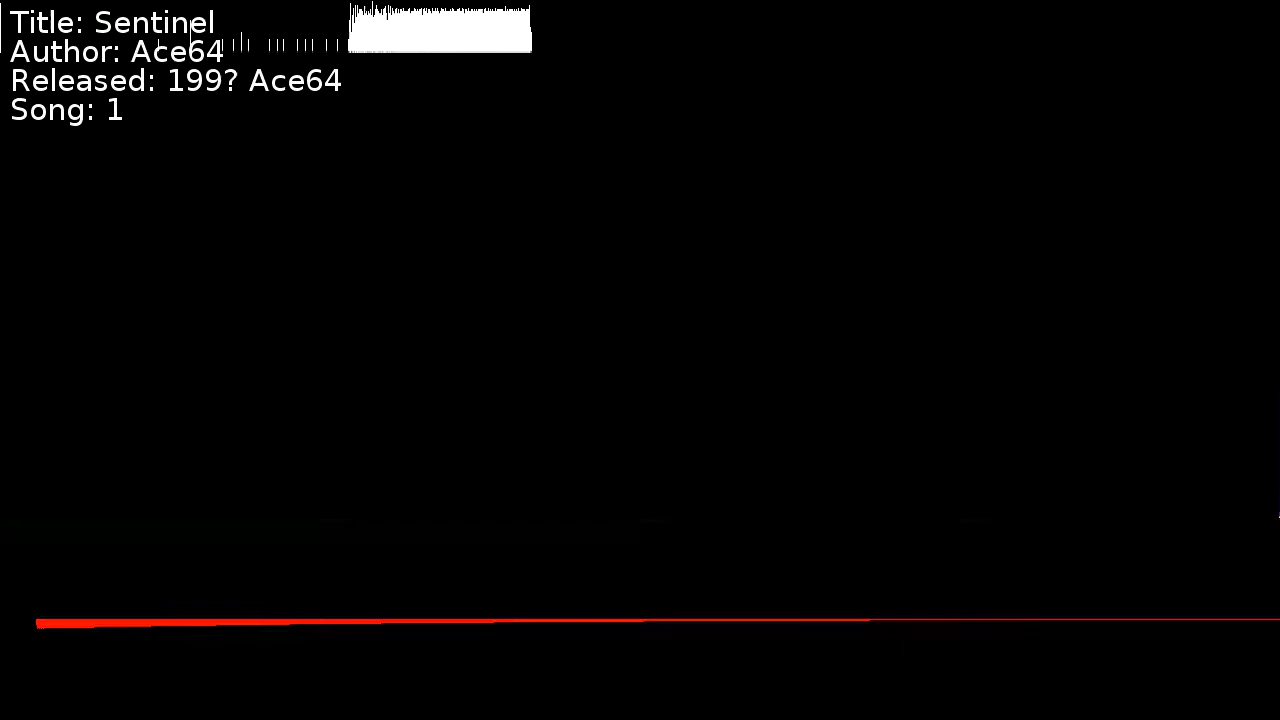 Title: Sentinel
Author: Ace64
Released: 199? Ace64
Song: 1